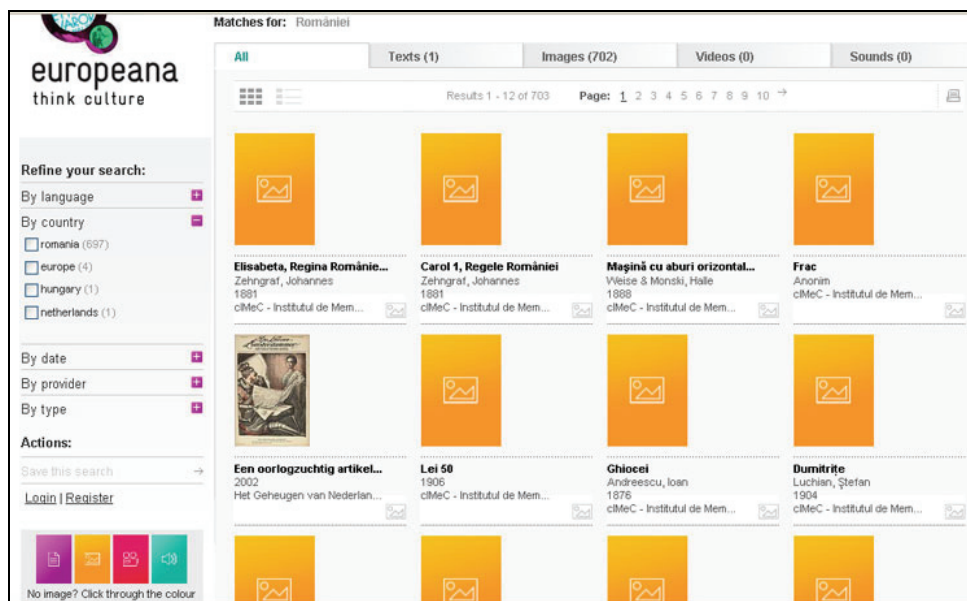 Matches for: României
europeana
think culture
All
Texts (1)
Images (702)
Videos (0)
Sounds (0)
Results 1 - 12 of 703
Page: 1 2 3 4 5 6 7 8 9 10 →
Refine your search:
By language
By country
romania (697)
europe (4)
hungary (1)
netherlands (1)
By date
By provider
By type
Actions:
Save this search →
Login | Register
No image? Click through the colour
Elisabeta, Regina Românie...
Zehngraf, Johannes
1881
cIMeC - Institutul de Mem...
Carol 1, Regele României
Zehngraf, Johannes
1881
cIMeC - Institutul de Mem...
Mașină cu aburi orizontal...
Weise & Monski, Halle
1888
cIMeC - Institutul de Mem...
Frac
Anonim
cIMeC - Institutul de Mem...
Een oorlogzuchtig artikel...
2002
Het Geheugen van Nederlan...
Lei 50
1906
cIMeC - Institutul de Mem...
Ghiocei
Andreescu, Ioan
1876
cIMeC - Institutul de Mem...
Dumitrițe
Luchian, Ștefan
1904
cIMeC - Institutul de Mem...